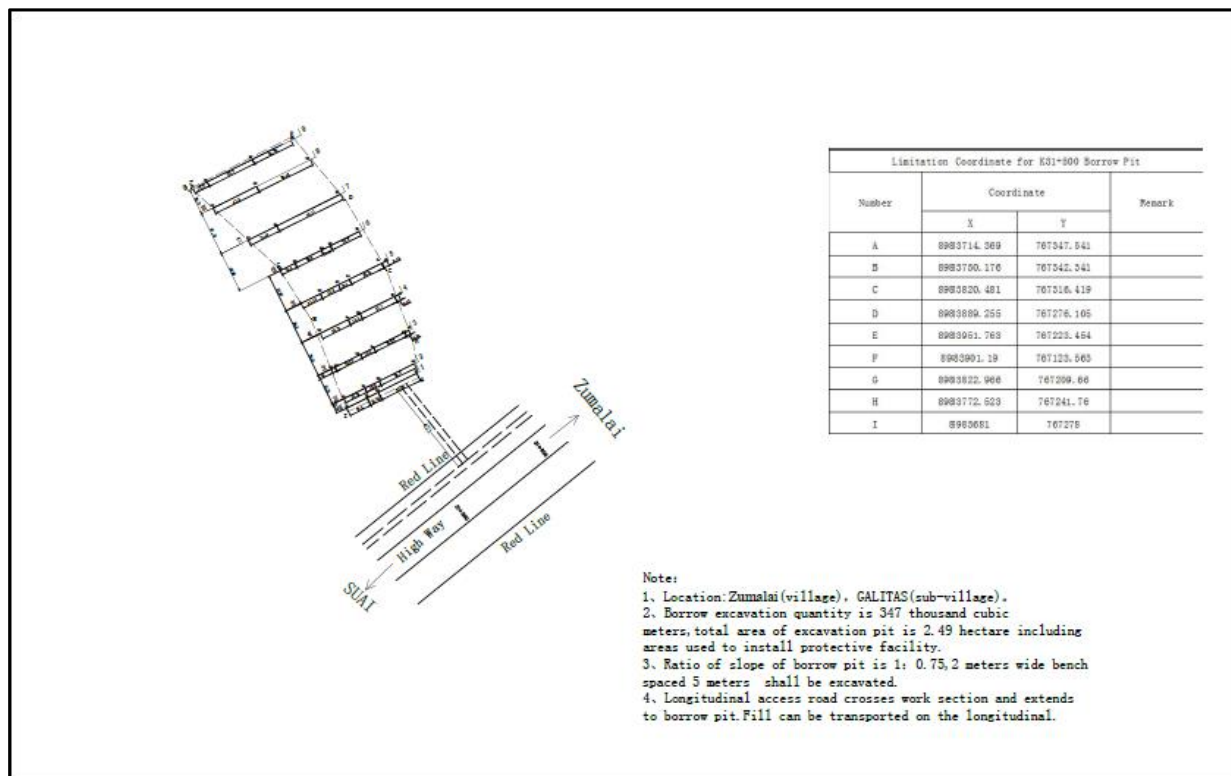 Limitation Coordinate for K31+800 Borrow Pit
Number Coordinate Remark
X Y
A 8983714.369 767347.541
B 8983750.176 767342.341
C 8983820.481 767316.419
D 8983889.255 767276.105
E 8983951.763 767223.454
F 8983901.19 767123.563
G 8983822.966 767209.66
H 8983772.523 767241.76
I 8983681 767278
Zumalai
Red Line
High Way
Red Line
SUAI
Note:
1、Location:Zumalai(village), GALITAS(sub-village).
2、Borrow excavation quantity is 347 thousand cubic
meters,total area of excavation pit is 2.49 hectare including
areas used to install protective facility.
3、Ratio of slope of borrow pit is 1: 0.75,2 meters wide bench
spaced 5 meters shall be excavated.
4、Longitudinal access road crosses work section and extends
to borrow pit.Fill can be transported on the longitudinal.